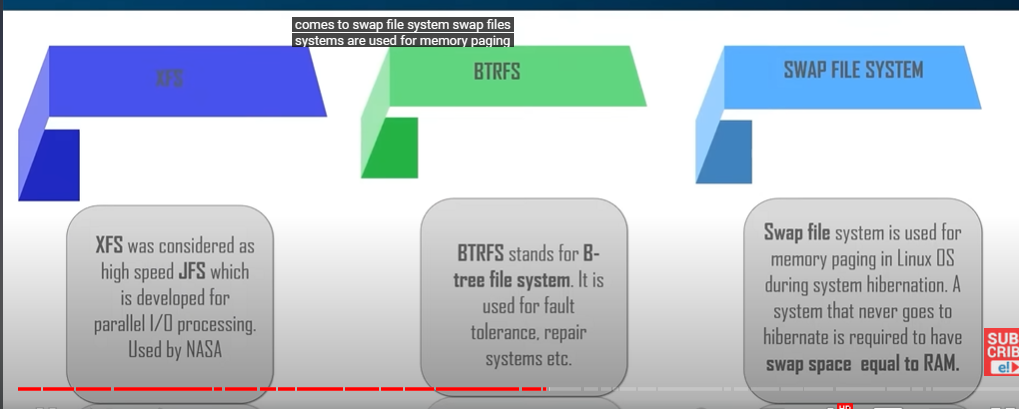 comes to swap file system swap files
systems are used for memory paging
XFS
BTRFS
SWAP FILE SYSTEM
XFS was considered as
high speed JFS which
is developed for
parallel I/O processing.
Used by NASA
BTRFS stands for B-
tree file system. It is
used for fault
tolerance, repair
systems etc.
Swap file system is used for
memory paging in Linux OS
during system hibernation. A
system that never goes to
hibernate is required to have
swap space equal to RAM.
SUB
CRIB
e!
HD